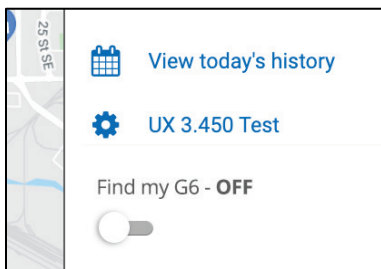 25 St SE
View today's history
UX 3.450 Test
Find my G6 - OFF